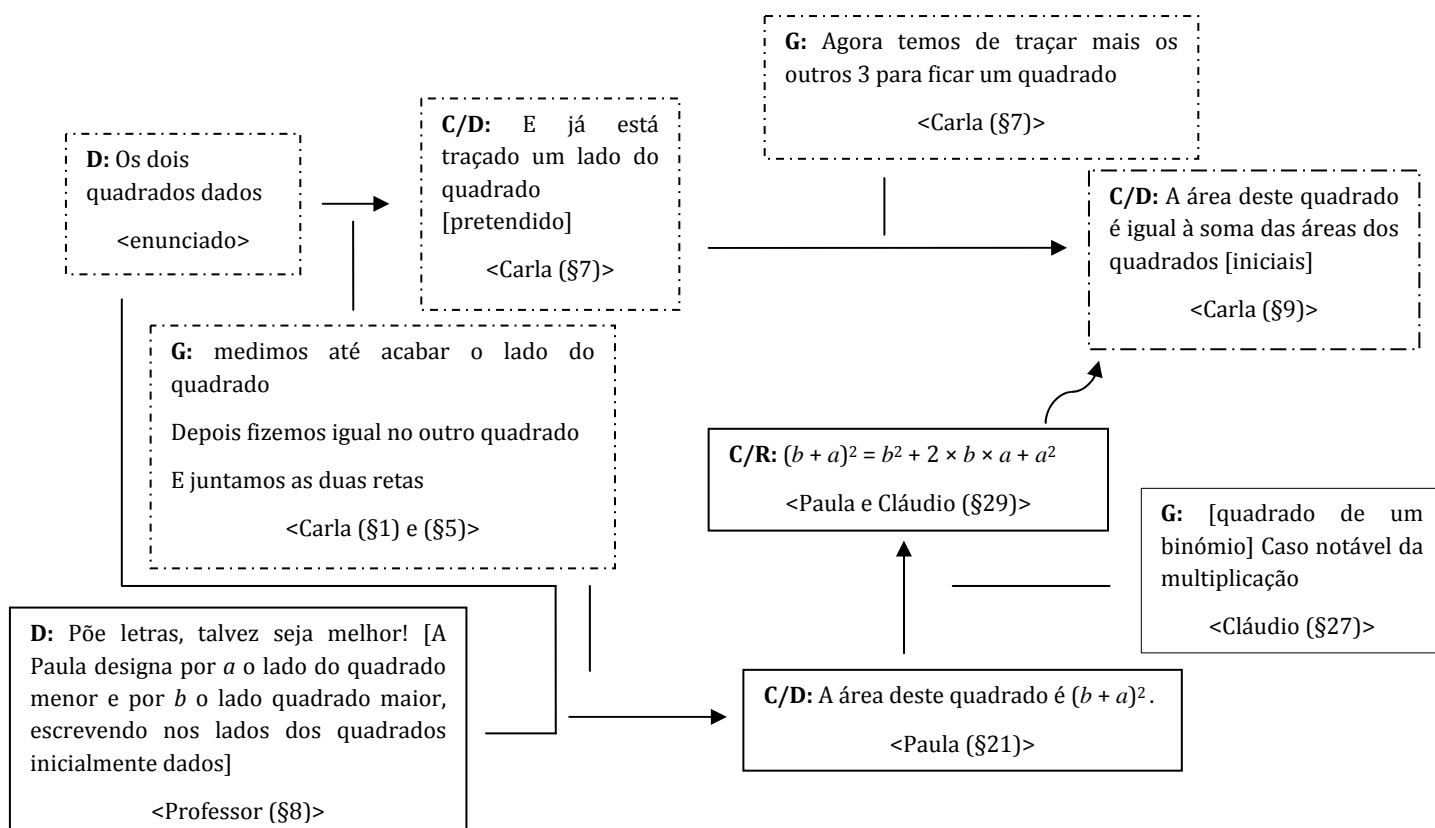 G: Agora temos de traçar mais os
outros 3 para ficar um quadrado
<Carla (§7)>
C/D: E já está
traçado um lado do
quadrado
[pretendido]
<Carla (§7)>
D: Os dois
quadrados dados
<enunciado>
C/D: A área deste quadrado
é igual à soma das áreas dos
quadrados [iniciais]
<Carla (§9)>
G: medimos até acabar o lado do
quadrado
Depois fizemos igual no outro quadrado
E juntamos as duas retas
<Carla (§1) e (§5)>
C/R: (b + a)² = b² + 2 × b × a + a²
<Paula e Cláudio (§29)>
G: [quadrado de um
binómio] Caso notável da
multiplicação
<Cláudio (§27)>
D: Põe letras, talvez seja melhor! [A
Paula designa por a o lado do quadrado
menor e por b o lado quadrado maior,
escrevendo nos lados dos quadrados
inicialmente dados]
<Professor (§8)>
C/D: A área deste quadrado é (b + a)² .
<Paula (§21)>